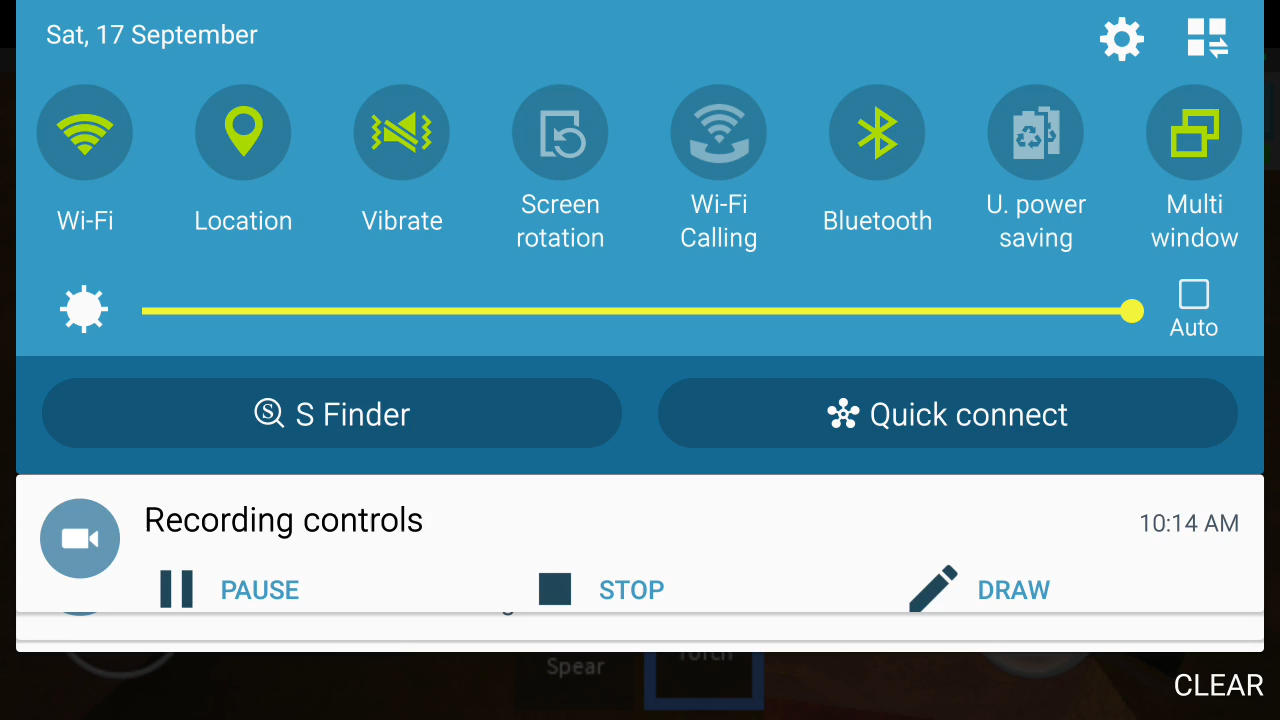 Sat, 17 September
Wi-Fi
Location
Vibrate
Screen
rotation
Wi-Fi
Calling
Bluetooth
U. power
saving
Multi
window
Auto
S Finder
Quick connect
Recording controls
10:14 AM
PAUSE
STOP
DRAW
Spear
Torch
CLEAR